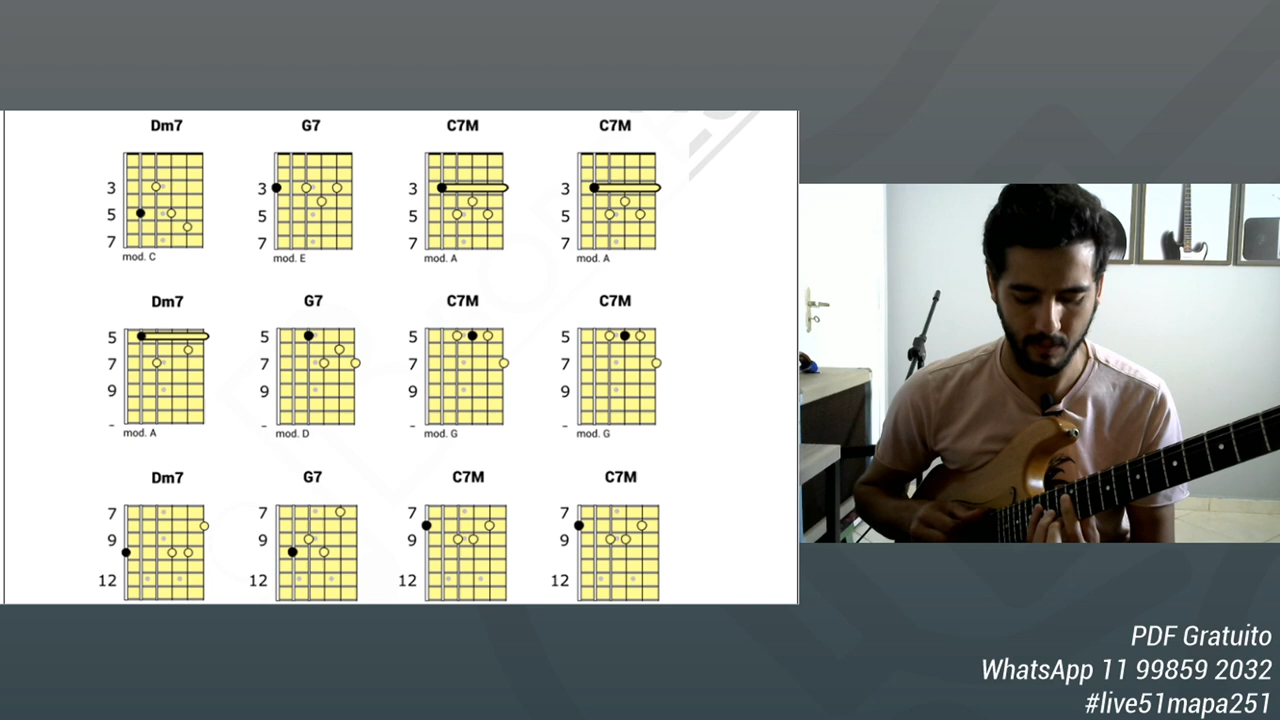 Dm7 G7 C7M C7M
3 3 3 3
5 5 5 5
7 7 7 7
mod. C mod. E mod. A mod. A
Dm7 G7 C7M C7M
5 5 5 5
7 7 7 7
9 9 9 9
mod. A mod. D mod. G mod. G
Dm7 G7 C7M C7M
7 7 7 7
9 9 9 9
12 12 12 12
PDF Gratuito
WhatsApp 11 99859 2032
#live51mapa251